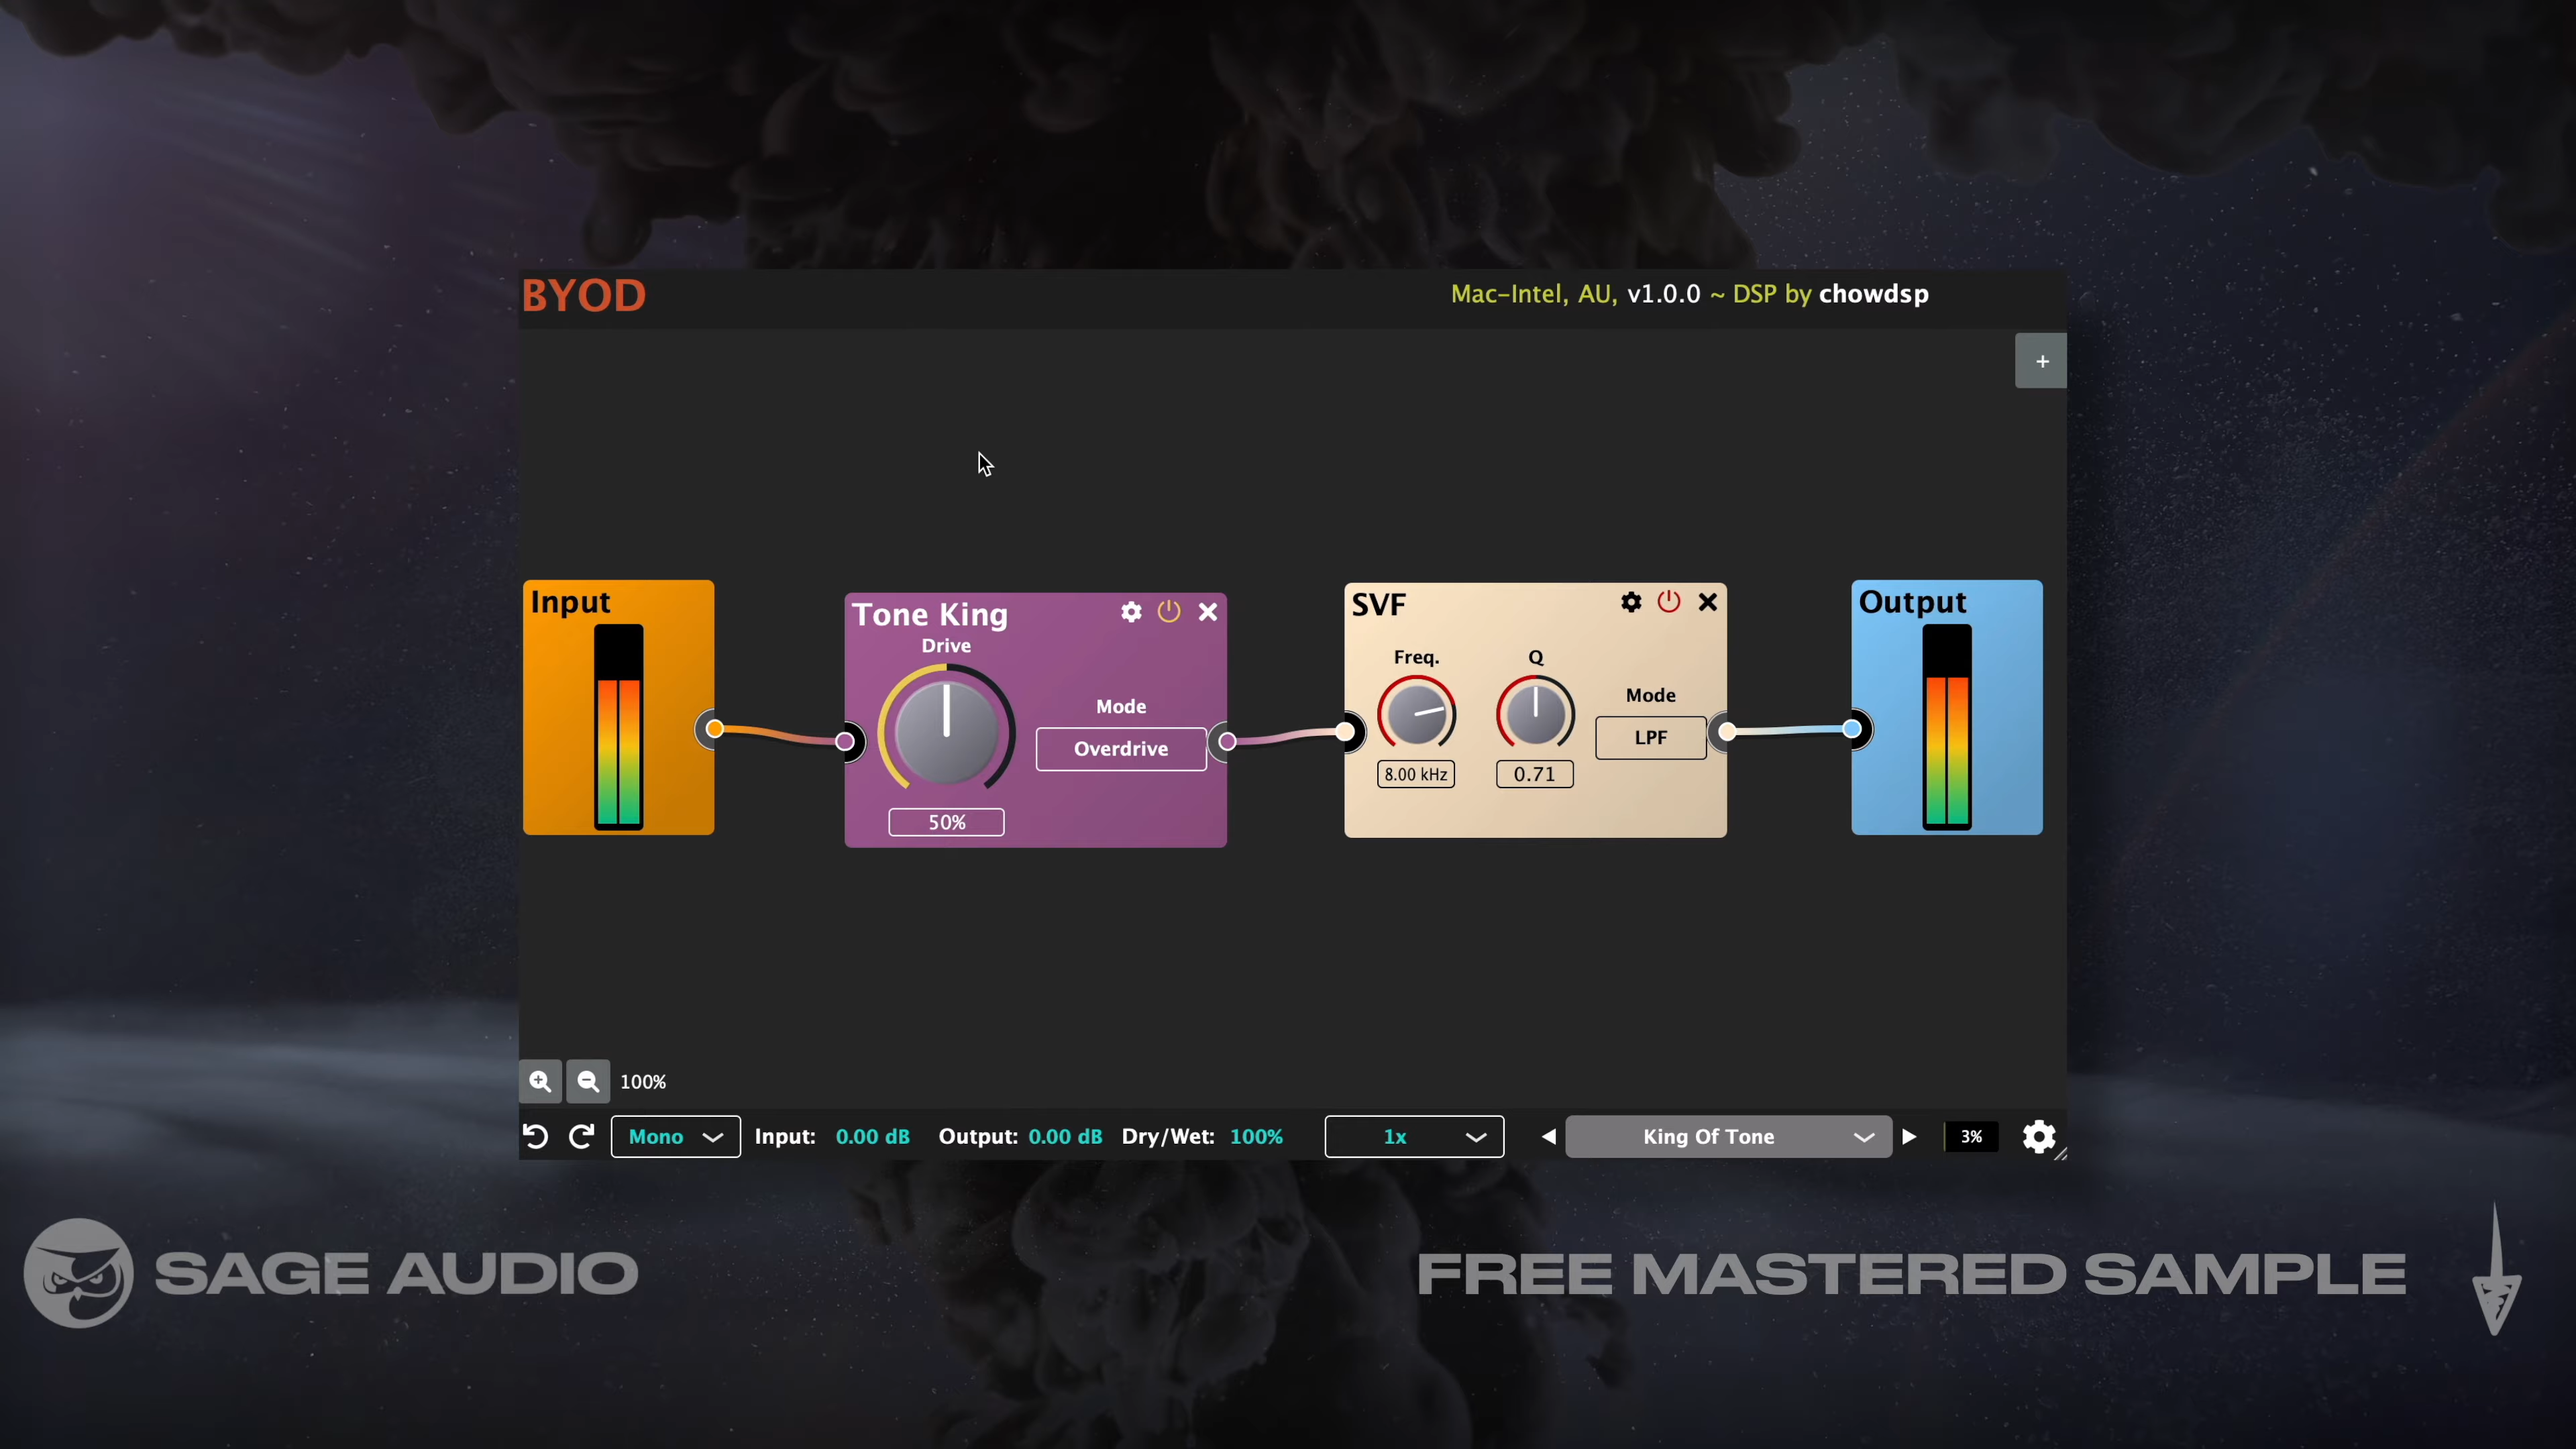 BYOD
Mac-Intel, AU, v1.0.0 ~ DSP by chowdsp
+
Input
Tone King
Drive
Mode
Overdrive
50%
SVF
Freq.
Q
Mode
LPF
8.00 kHz
0.71
Output
100%
Mono
Input: 0.00 dB
Output: 0.00 dB
Dry/Wet: 100%
1x
King Of Tone
3%
SAGE AUDIO
FREE MASTERED SAMPLE